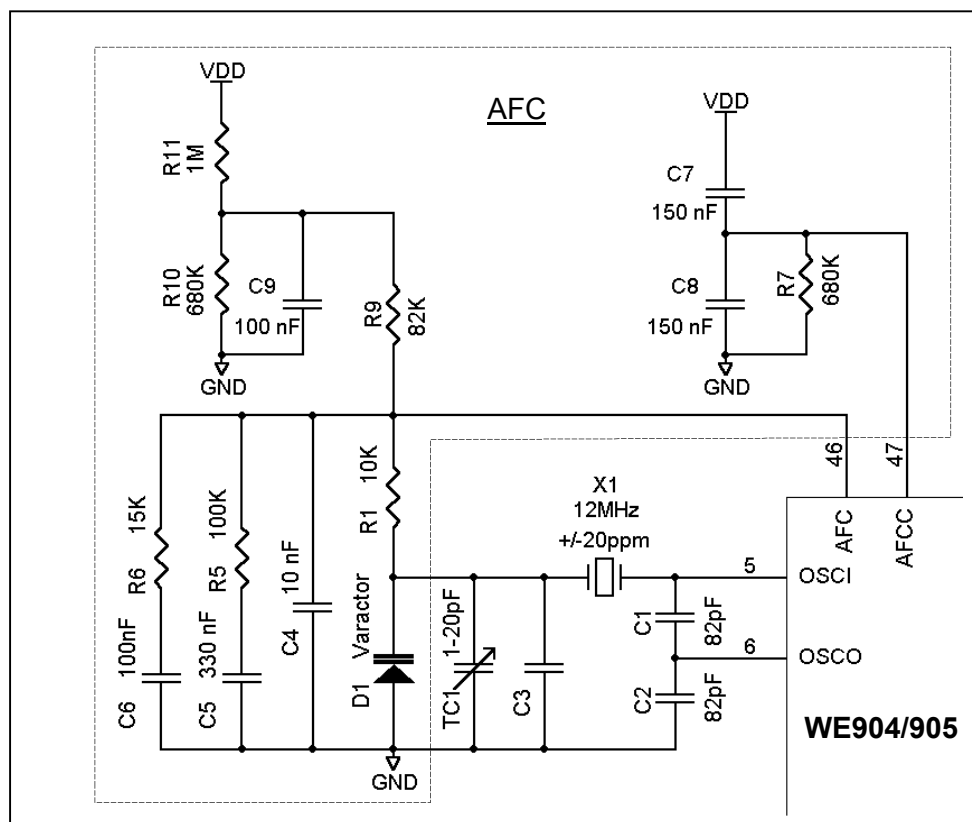 VDD
AFC
VDD
R11
1M
C7
150 nF
R10
680K
C9
100 nF
R9
82K
C8
150 nF
R7
680K
GND
GND
46
47
15K
R6
100K
R5
10 nF
C4
10K
R1
X1
12MHz
+/-20ppm
AFC
AFCC
5
OSCI
100nF
C6
330 nF
C5
Varactor
D1
1-20pF
TC1
C3
C1
82pF
6
OSCO
C2
82pF
WE904/905
GND